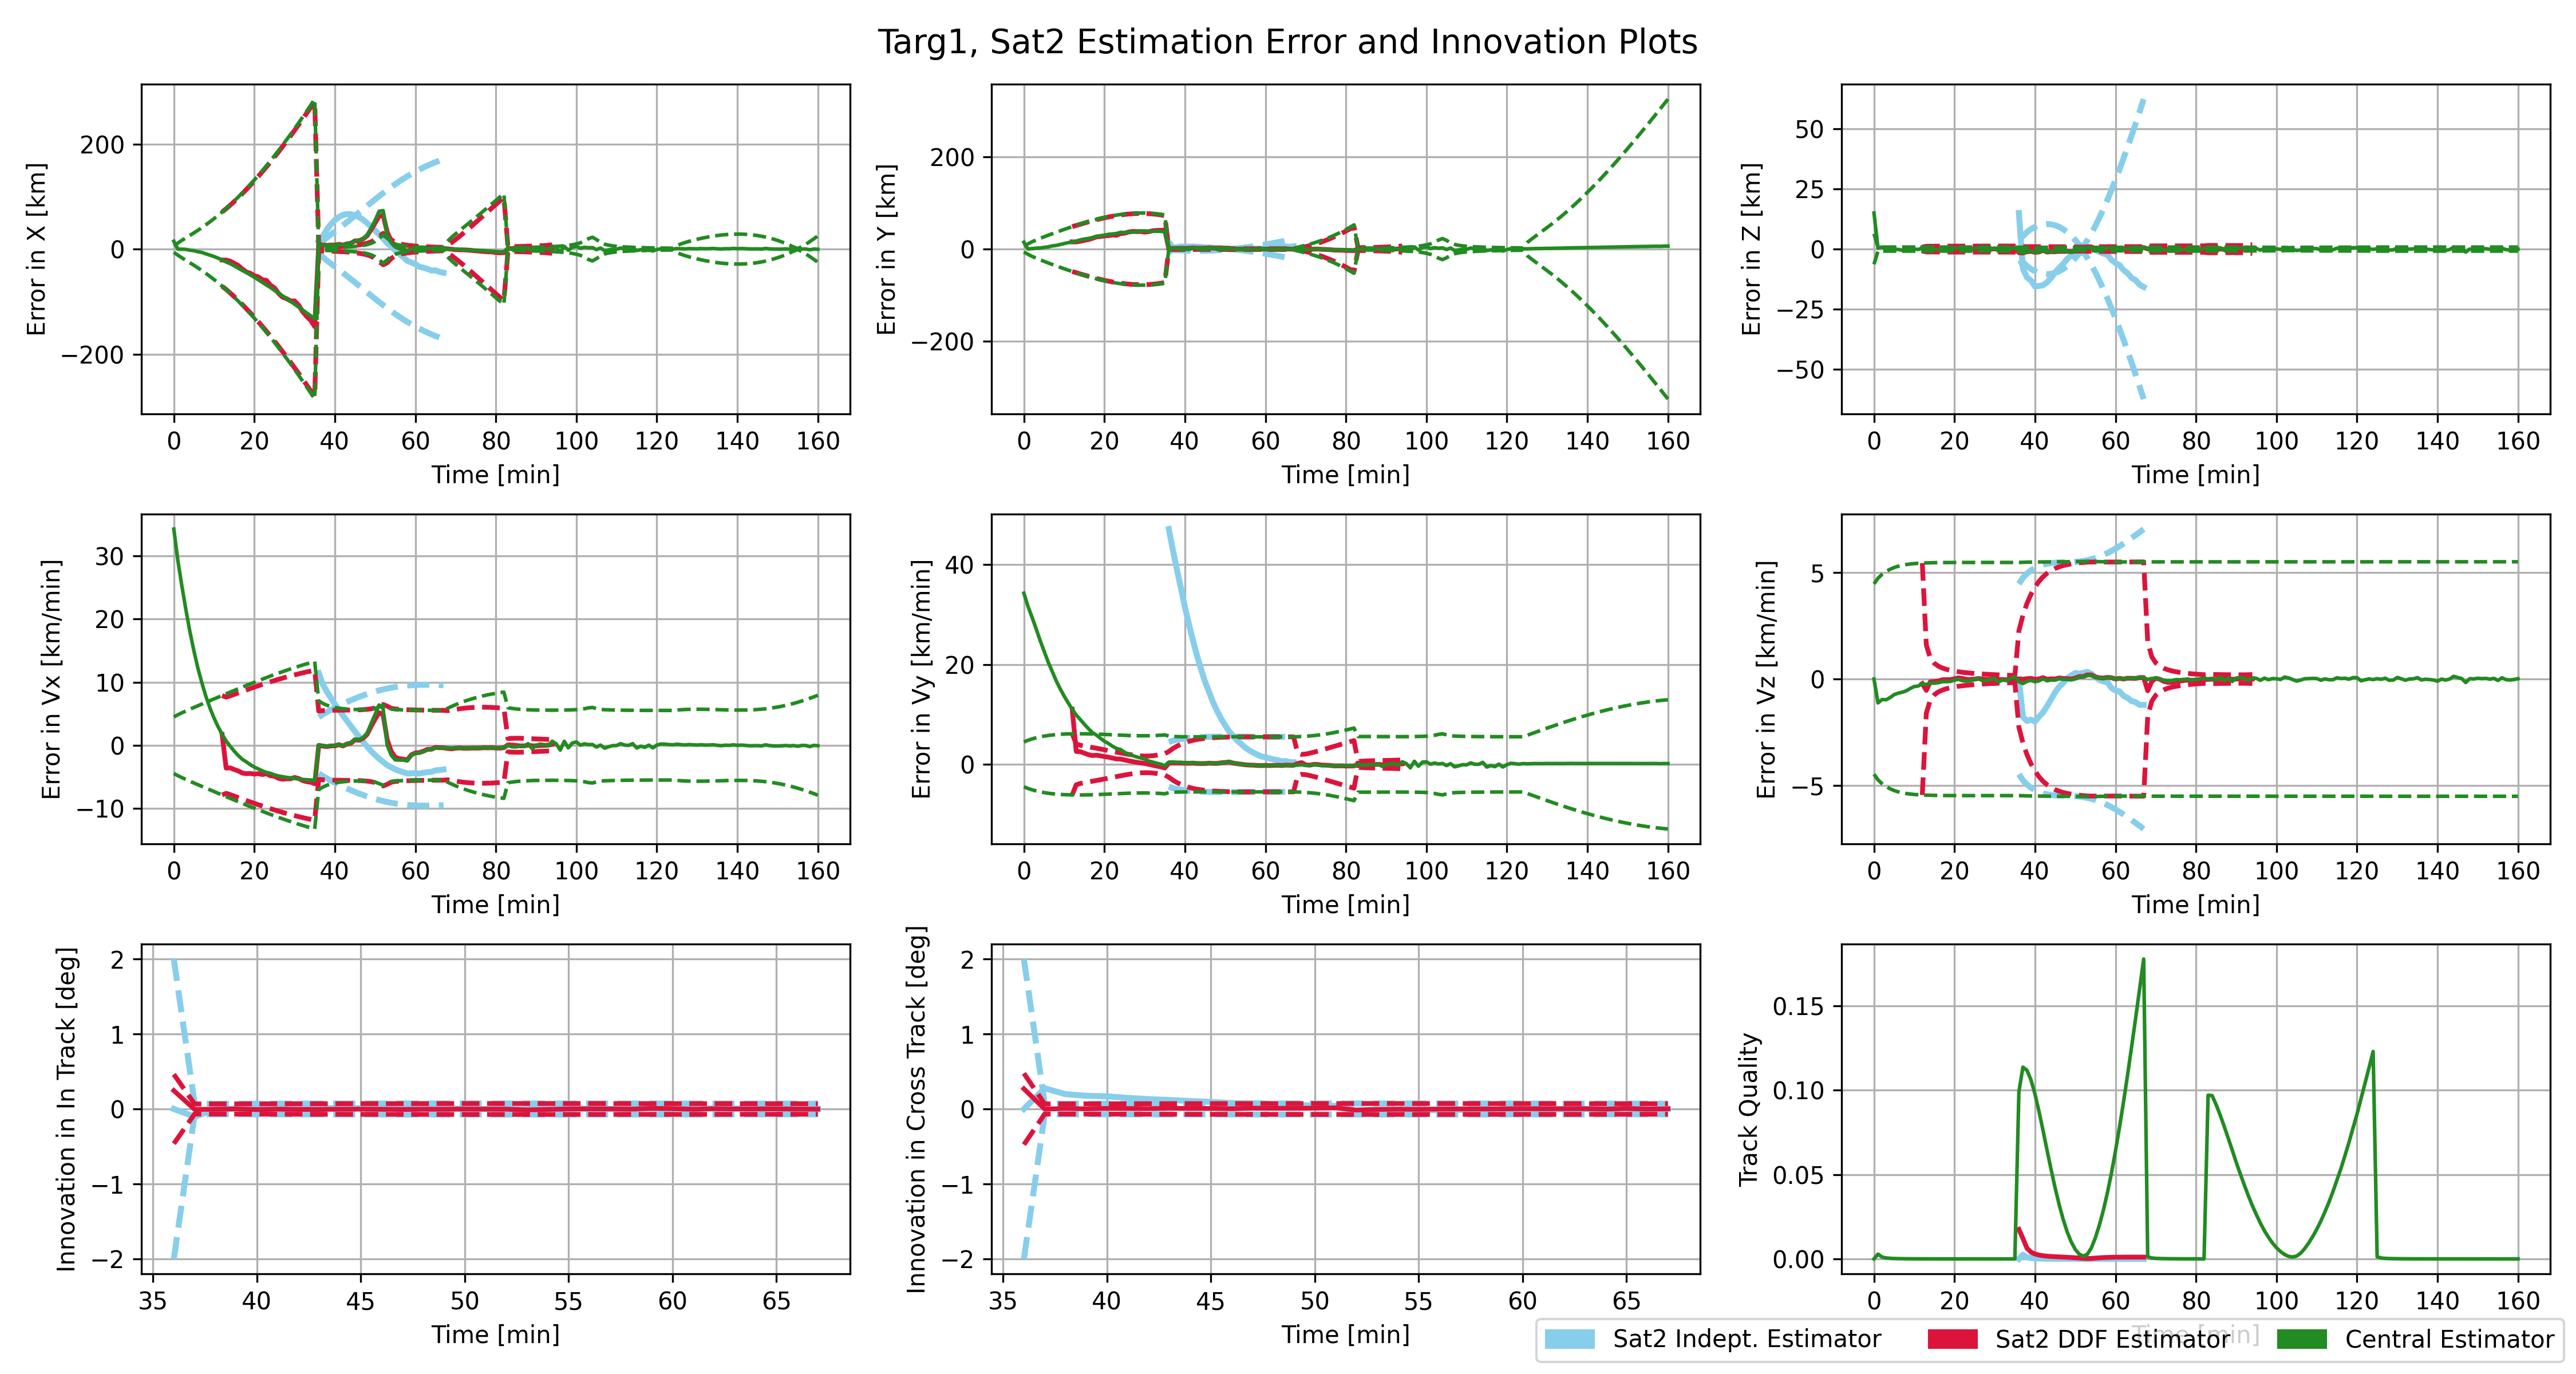 Targ1, Sat2 Estimation Error and Innovation Plots
Error in X [km]
200
0
−200
0 20 40 60 80 100 120 140 160
Time [min]
Error in Y [km]
200
0
−200
0 20 40 60 80 100 120 140 160
Time [min]
Error in Z [km]
50
25
0
−25
−50
0 20 40 60 80 100 120 140 160
Time [min]
Error in Vx [km/min]
30
20
10
0
−10
0 20 40 60 80 100 120 140 160
Time [min]
Error in Vy [km/min]
40
20
0
0 20 40 60 80 100 120 140 160
Time [min]
Error in Vz [km/min]
5
0
−5
0 20 40 60 80 100 120 140 160
Time [min]
Innovation in In Track [deg]
2
1
0
−1
−2
35 40 45 50 55 60 65
Time [min]
Innovation in Cross Track [deg]
2
1
0
−1
−2
35 40 45 50 55 60 65
Time [min]
Track Quality
0.15
0.10
0.05
0.00
0 20 40 60 80 100 120 140 160
Time [min]
Sat2 Indept. Estimator
Sat2 DDF Estimator
Central Estimator